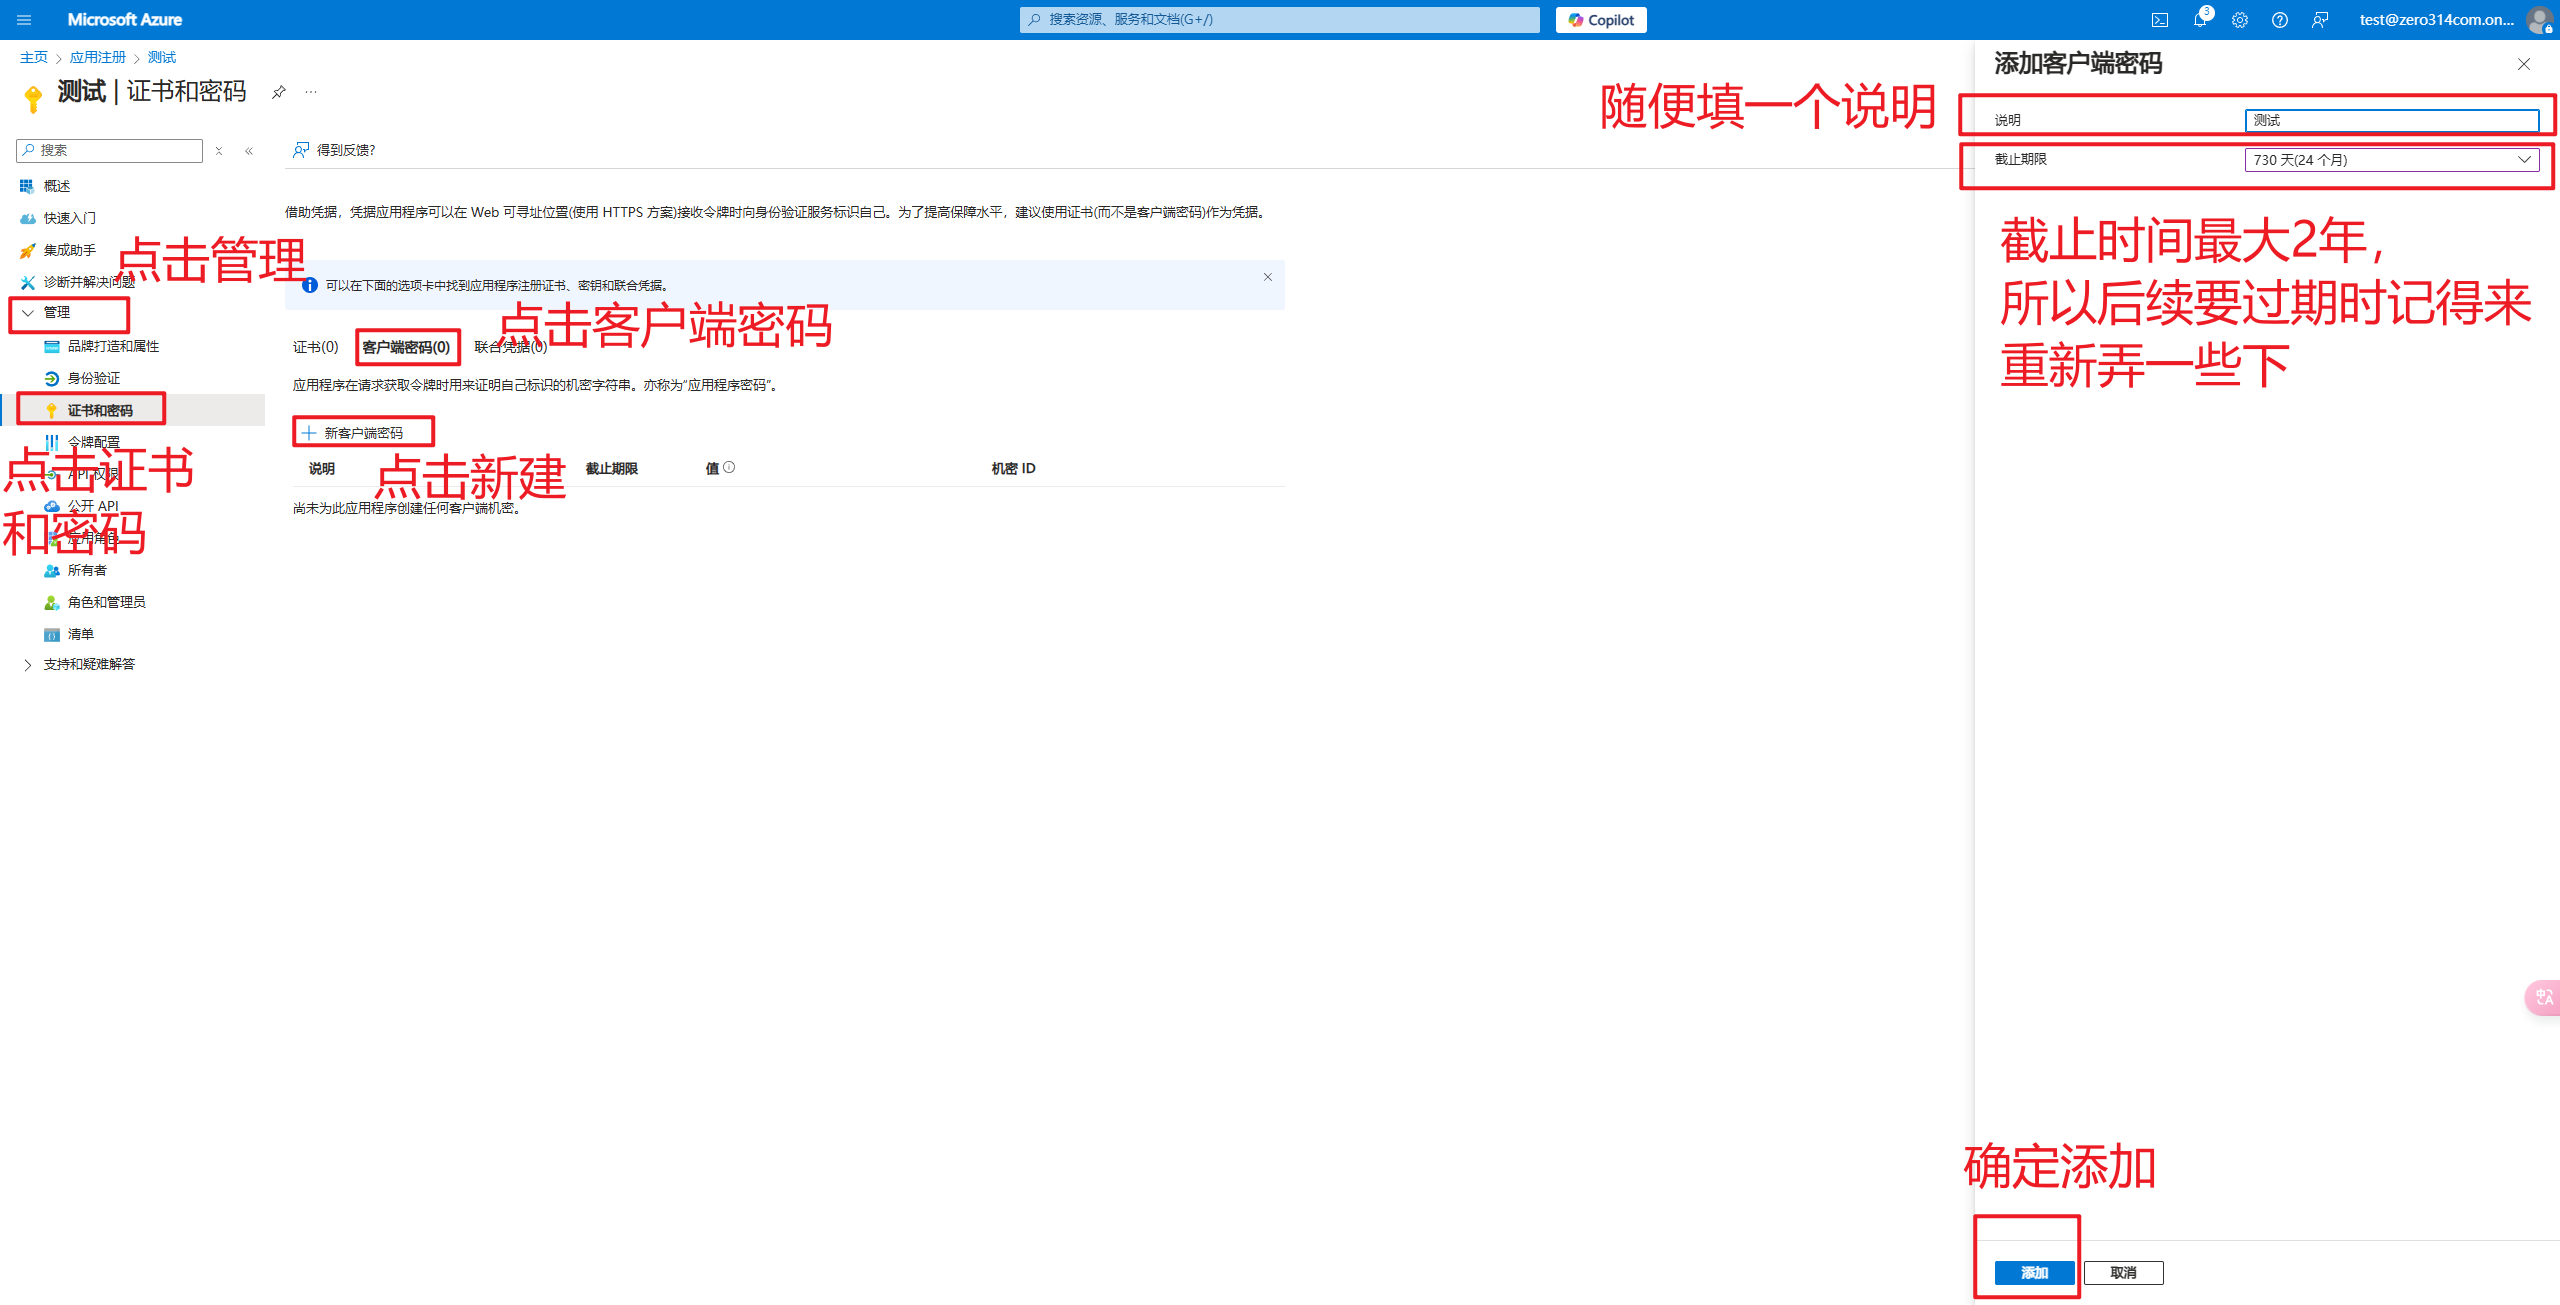 Microsoft Azure
搜索资源、服务和文档(G+/)
Copilot
3
test@zero314com.on...
主页 > 应用注册 > 测试
测试 | 证书和密码
...
搜索
得到反馈?
概述
快速入门
集成助手
诊断并解决问题
管理
品牌打造和属性
身份验证
证书和密码
令牌配置
API 权限
公开 API
应用角色
所有者
角色和管理员
清单
支持和疑难解答
点击管理
点击证书
和密码
借助凭据，凭据应用程序可以在 Web 可寻址位置(使用 HTTPS 方案)接收令牌时向身份验证服务标识自己。为了提高保障水平，建议使用证书(而不是客户端密码)作为凭据。
可以在下面的选项卡中找到应用程序注册证书、密钥和联合凭据。
点击客户端密码
证书(0) 客户端密码(0) 联合凭据(0)
应用程序在请求获取令牌时用来证明自己标识的机密字符串。亦称为“应用程序密码”。
新客户端密码
点击新建
说明 截止期限 值 机密 ID
尚未为此应用程序创建任何客户端机密。
添加客户端密码
随便填一个说明
说明 测试
截止期限 730 天(24 个月)
截止时间最大2年，
所以后续要过期时记得来
重新弄一些下
中A
确定添加
添加 取消